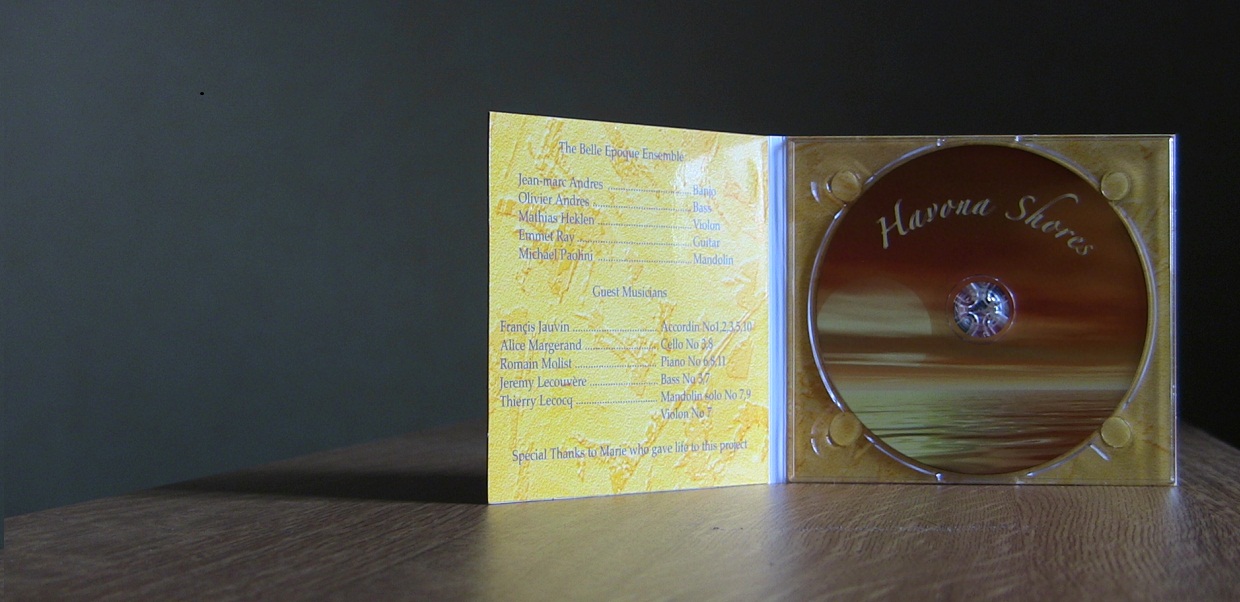 The Belle Epoque Ensemble
Jean-marc Andres ........................ Banjo
Olivier Andres ........................ Bass
Mathias Heklen ........................ Violon
Emmet Ray ........................ Guitar
Michael Paolini ........................ Mandolin
Guest Musicians
Françis Jauvin ........................ Accordin No1,2,3,5,10
Alice Margerand ........................ Cello No 3,8
Romain Molist ........................ Piano No 6,8,11
Jeremy Lecouvère ........................ Bass No 5,7
Thierry Lecocq ........................ Mandolin solo No 7,9
Violon No 7
Special Thanks to Marie who gave life to this project
Havona Shores